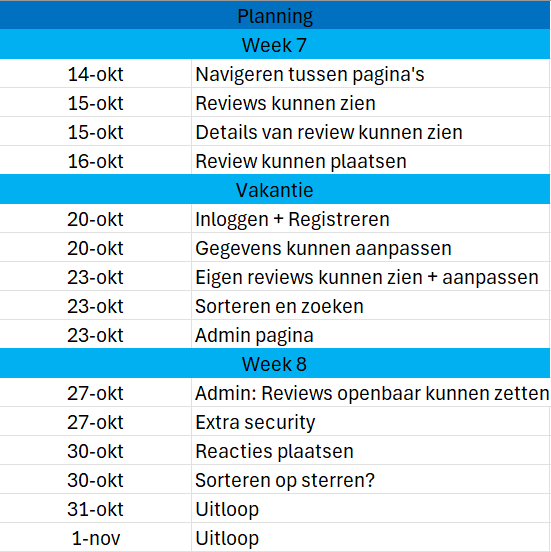 Planning
Week 7
14-okt Navigeren tussen pagina's
15-okt Reviews kunnen zien
15-okt Details van review kunnen zien
16-okt Review kunnen plaatsen
Vakantie
20-okt Inloggen + Registreren
20-okt Gegevens kunnen aanpassen
23-okt Eigen reviews kunnen zien + aanpassen
23-okt Sorteren en zoeken
23-okt Admin pagina
Week 8
27-okt Admin: Reviews openbaar kunnen zetten
27-okt Extra security
30-okt Reacties plaatsen
30-okt Sorteren op sterren?
31-okt Uitloop
1-nov Uitloop